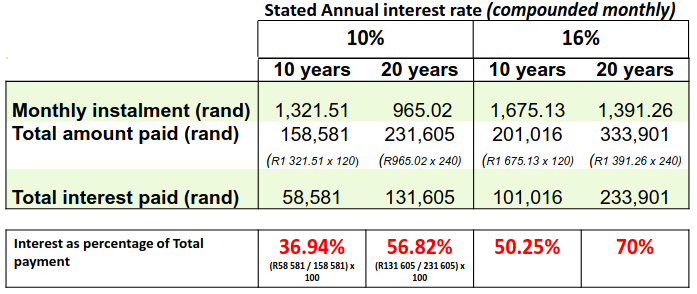 Stated Annual interest rate (compounded monthly)
10% 16%
10 years 20 years 10 years 20 years
Monthly instalment (rand) 1,321.51 965.02 1,675.13 1,391.26
Total amount paid (rand) 158,581 231,605 201,016 333,901
(R1 321.51 x 120) (R965.02 x 240) (R1 675.13 x 120) (R1 391.26 x 240)
Total interest paid (rand) 58,581 131,605 101,016 233,901
Interest as percentage of Total payment 36.94% 56.82% 50.25% 70%
(R58 581 / 158 581) x 100 (R131 605 / 231 605) x 100